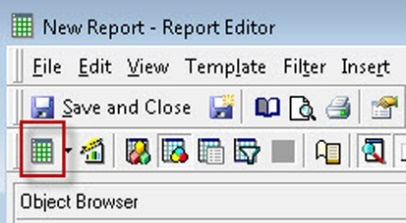 New Report - Report Editor
File Edit View Template Filter Insert
Save and Close
Object Browser